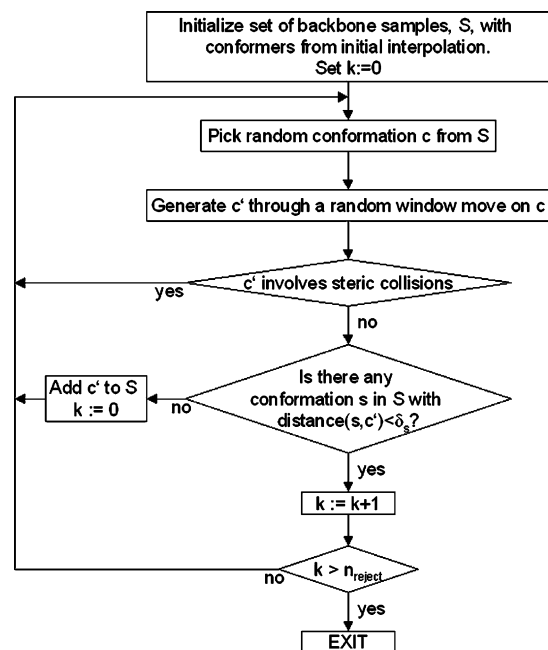 Initialize set of backbone samples, S, with
conformers from initial interpolation.
Set k:=0
Pick random conformation c from S
Generate c' through a random window move on c
c' involves steric collisions
yes
no
Is there any
conformation s in S with
distance(s,c')<δs?
Add c' to S
k := 0
no
yes
k := k+1
k > nreject
no
yes
EXIT